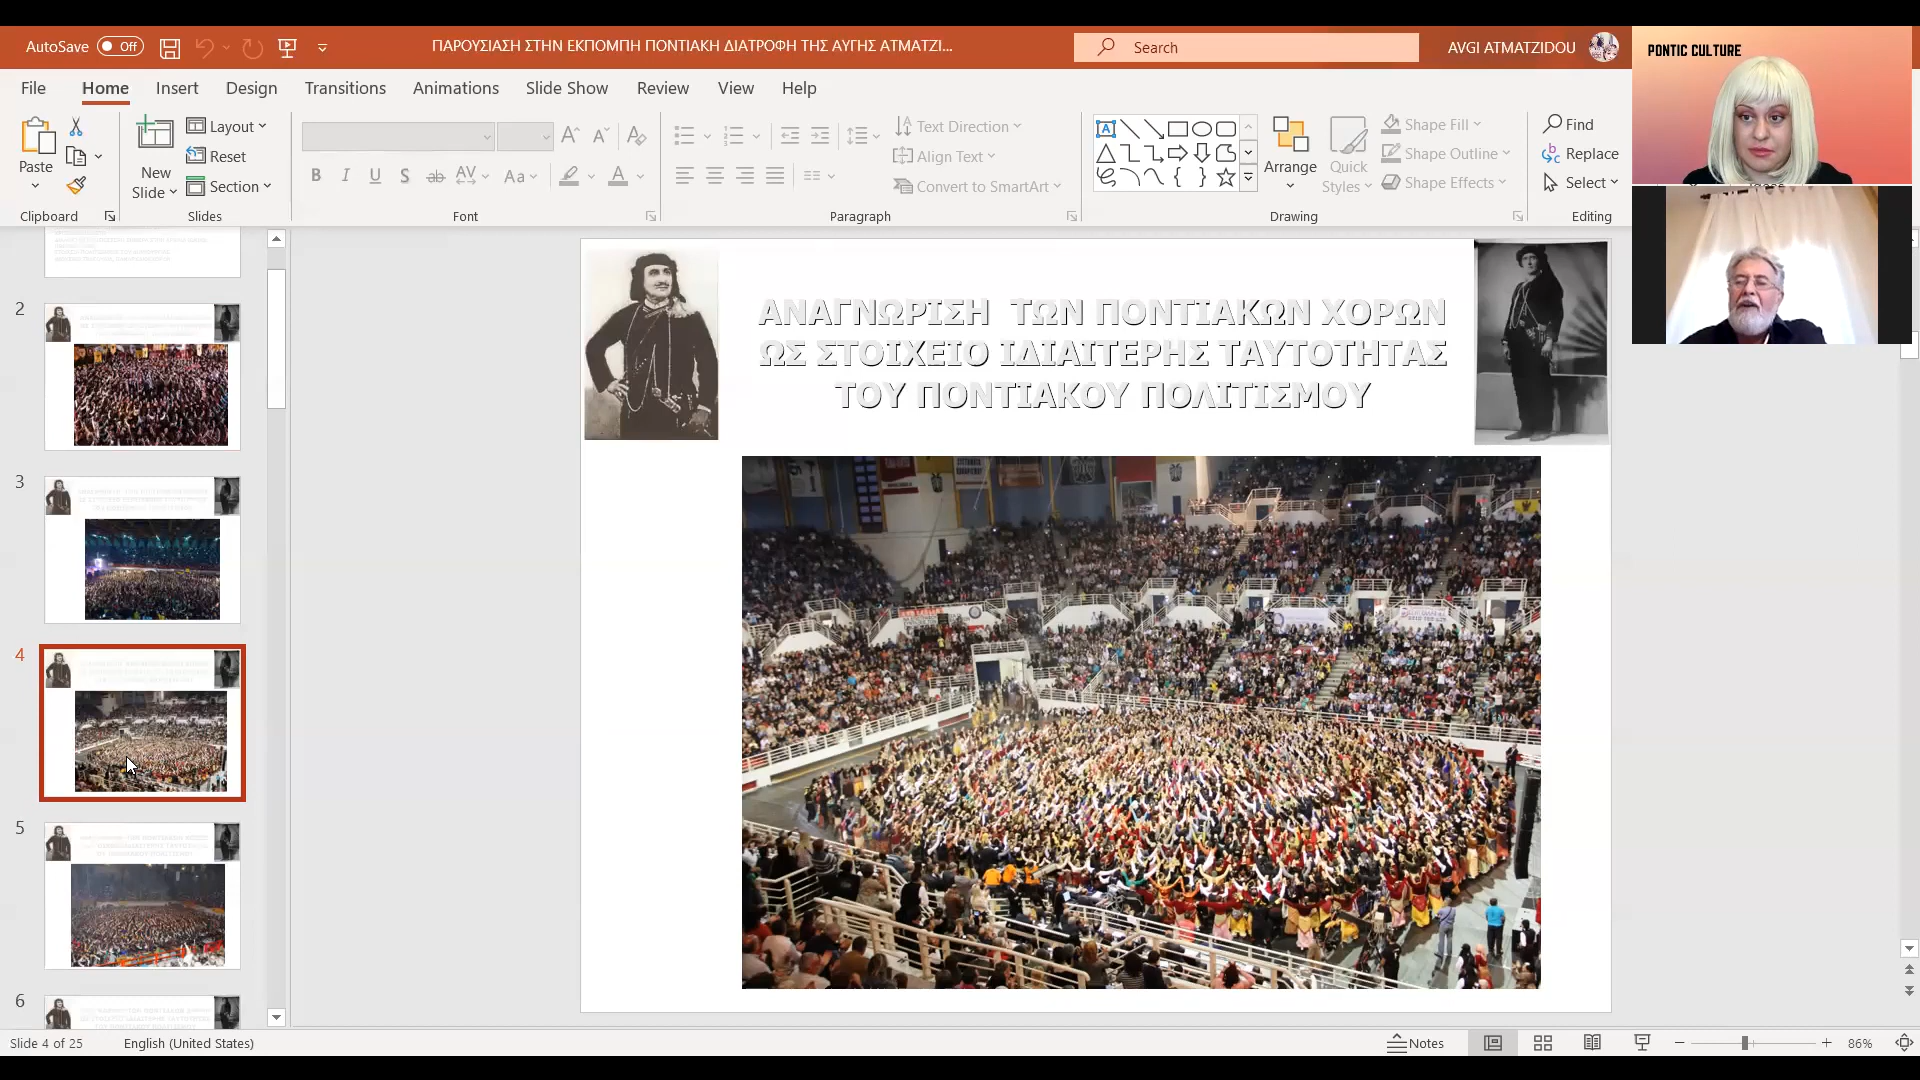 AutoSave Off
ΠΑΡΟΥΣΙΑΣΗ ΣΤΗΝ ΕΚΠΟΜΠΗ ΠΟΝΤΙΑΚΗ ΔΙΑΤΡΟΦΗ ΤΗΣ ΑΥΓΗΣ ΑΤΜΑΤΖΙ...
Search
AVGI ATMATZIDOU
PONTIC CULTURE
File Home Insert Design Transitions Animations Slide Show Review View Help
Paste
New Slide
Layout
Reset
Section
B I U S ab AV Aa A
Text Direction
Align Text
Convert to SmartArt
Arrange
Quick Styles
Shape Fill
Shape Outline
Shape Effects
Find
Replace
Select
Clipboard Slides Font Paragraph Drawing Editing
2
3
4
5
6
ΑΝΑΓΝΩΡΙΣΗ ΤΩΝ ΠΟΝΤΙΑΚΩΝ ΧΟΡΩΝ
ΩΣ ΣΤΟΙΧΕΙΟ ΙΔΙΑΙΤΕΡΗΣ ΤΑΥΤΟΤΗΤΑΣ
ΤΟΥ ΠΟΝΤΙΑΚΟΥ ΠΟΛΙΤΙΣΜΟΥ
Slide 4 of 25 English (United States) Notes 86%